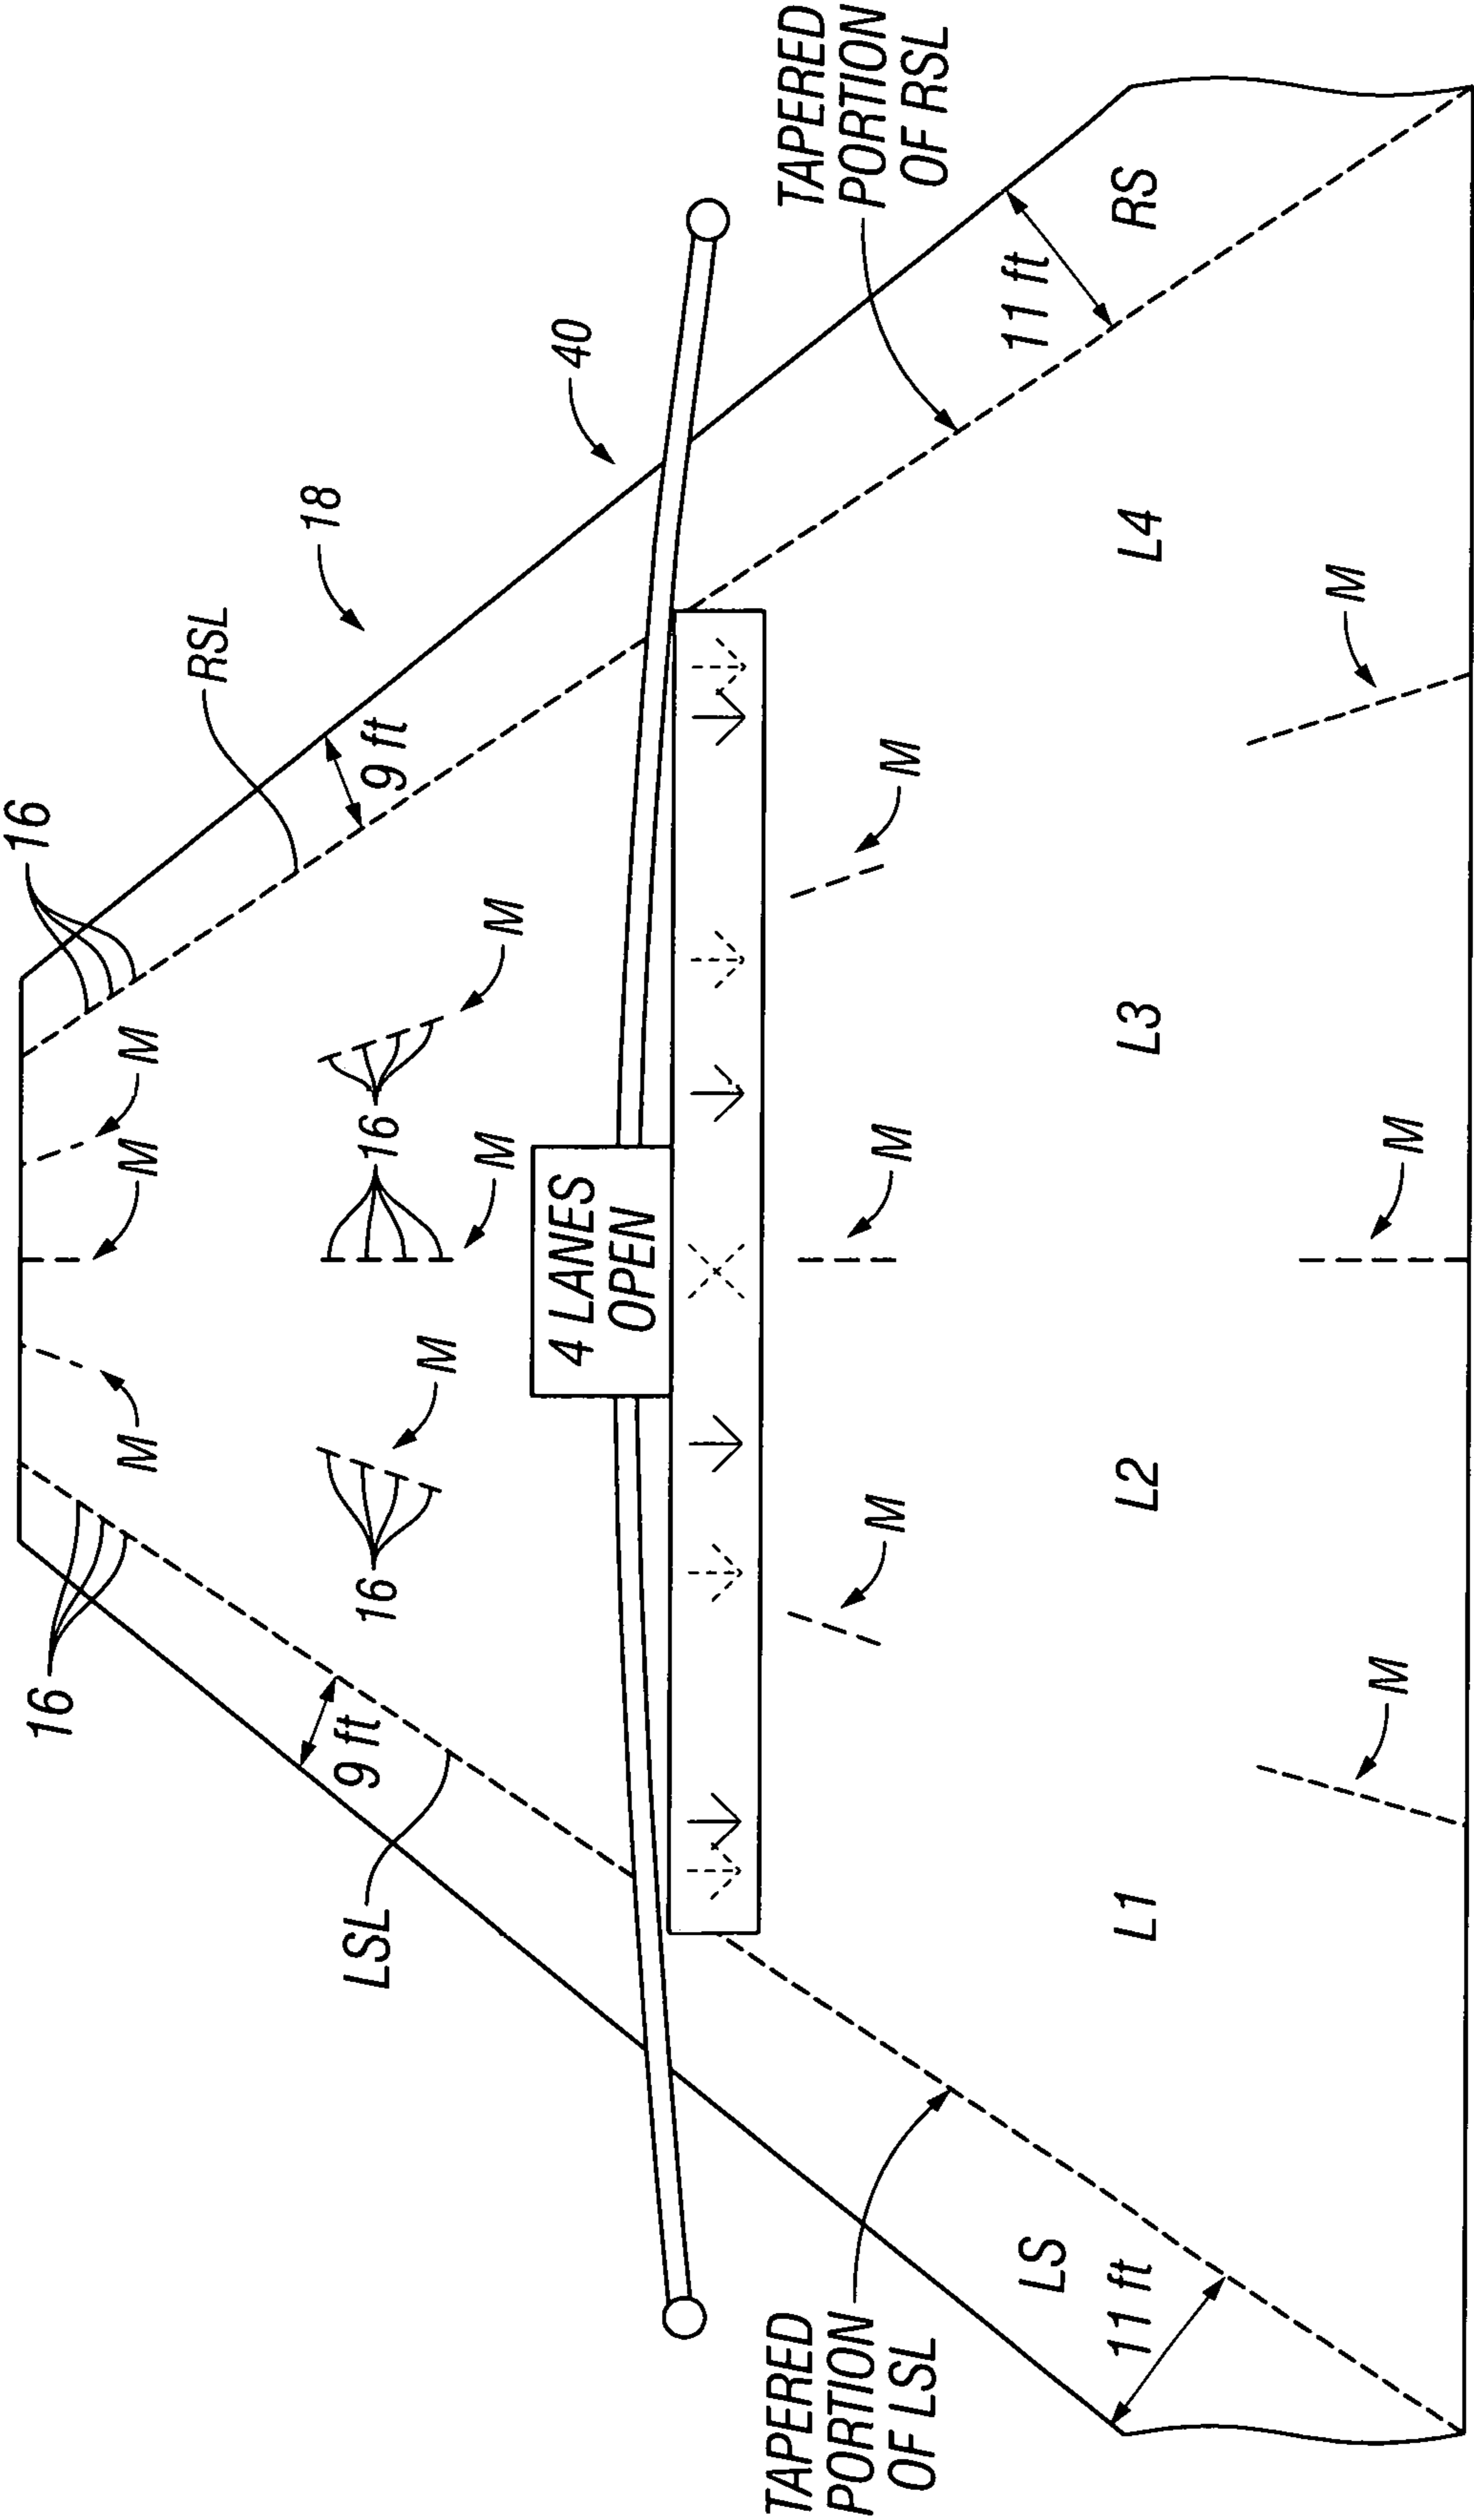 16
16
M
M
M
RSL
18
9 ft
9 ft
LSL
16
16
M
M
M
40
4 LANES
OPEN
TAPERED
PORTION
OF LSL
TAPERED
PORTION
OF RSL
M
M
M
LS
11 ft
11 ft
L1
L2
L3
L4
RS
M
M
M